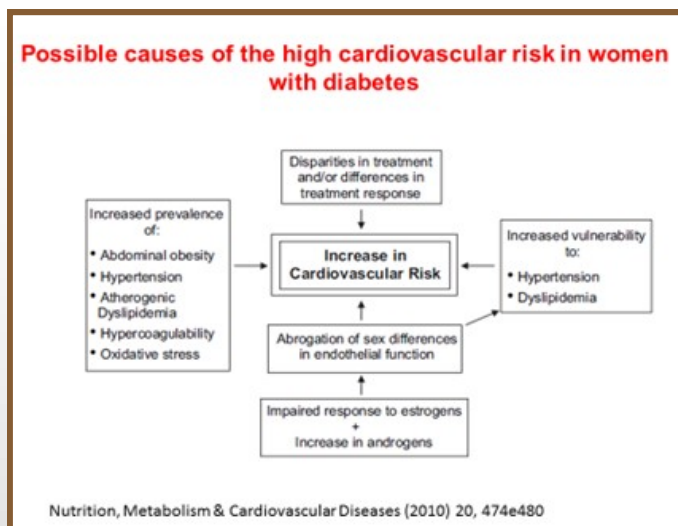 Possible causes of the high cardiovascular risk in women
with diabetes
Disparities in treatment
and/or differences in
treatment response
Increased prevalence
of:
• Abdominal obesity
• Hypertension
• Atherogenic
Dyslipidemia
• Hypercoagulability
• Oxidative stress
Increase in
Cardiovascular Risk
Increased vulnerability
to:
• Hypertension
• Dyslipidemia
Abrogation of sex differences
in endothelial function
Impaired response to estrogens
+
Increase in androgens
Nutrition, Metabolism & Cardiovascular Diseases (2010) 20, 474e480